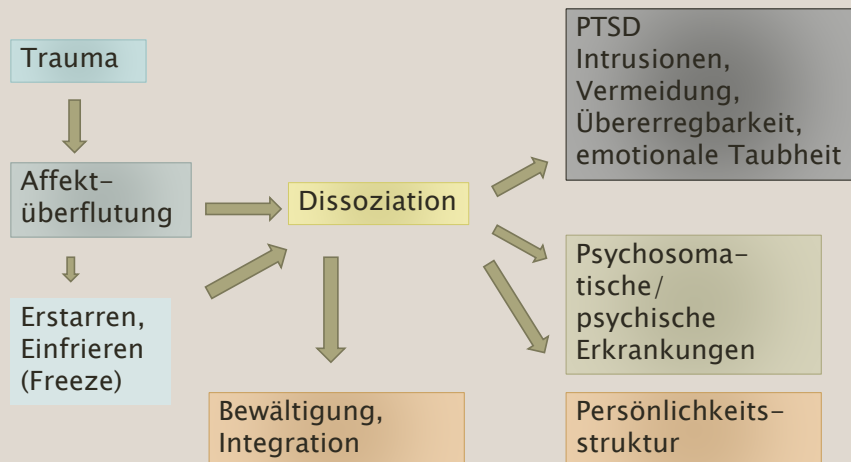 Trauma
Affekt-
überflutung
Erstarren,
Einfrieren
(Freeze)
Dissoziation
Bewältigung,
Integration
PTSD
Intrusionen,
Vermeidung,
Übererregbarkeit,
emotionale Taubheit
Psychosoma-
tische/
psychische
Erkrankungen
Persönlichkeits-
struktur